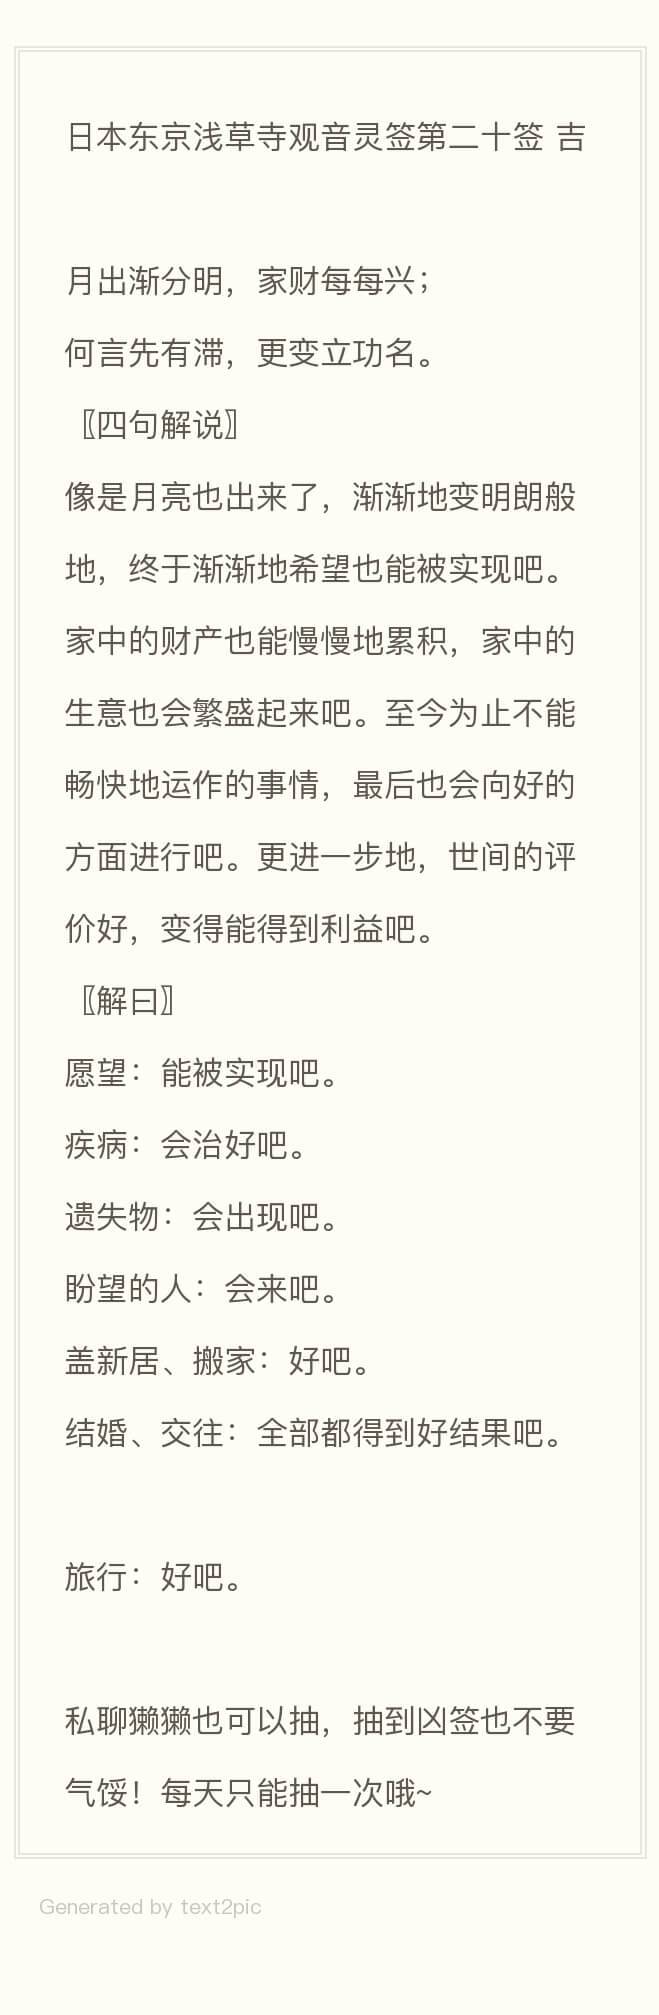 日本东京浅草寺观音灵签第二十签 吉
月出渐分明，家财每每兴；
何言先有滞，更变立功名。
〖四句解说〗
像是月亮也出来了，渐渐地变明朗般
地，终于渐渐地希望也能被实现吧。
家中的财产也能慢慢地累积，家中的
生意也会繁盛起来吧。至今为止不能
畅快地运作的事情，最后也会向好的
方面进行吧。更进一步地，世间的评
价好，变得能得到利益吧。
〖解曰〗
愿望：能被实现吧。
疾病：会治好吧。
遗失物：会出现吧。
盼望的人：会来吧。
盖新居、搬家：好吧。
结婚、交往：全部都得到好结果吧。
旅行：好吧。
私聊獭獭也可以抽，抽到凶签也不要
气馁！每天只能抽一次哦~
Generated by text2pic